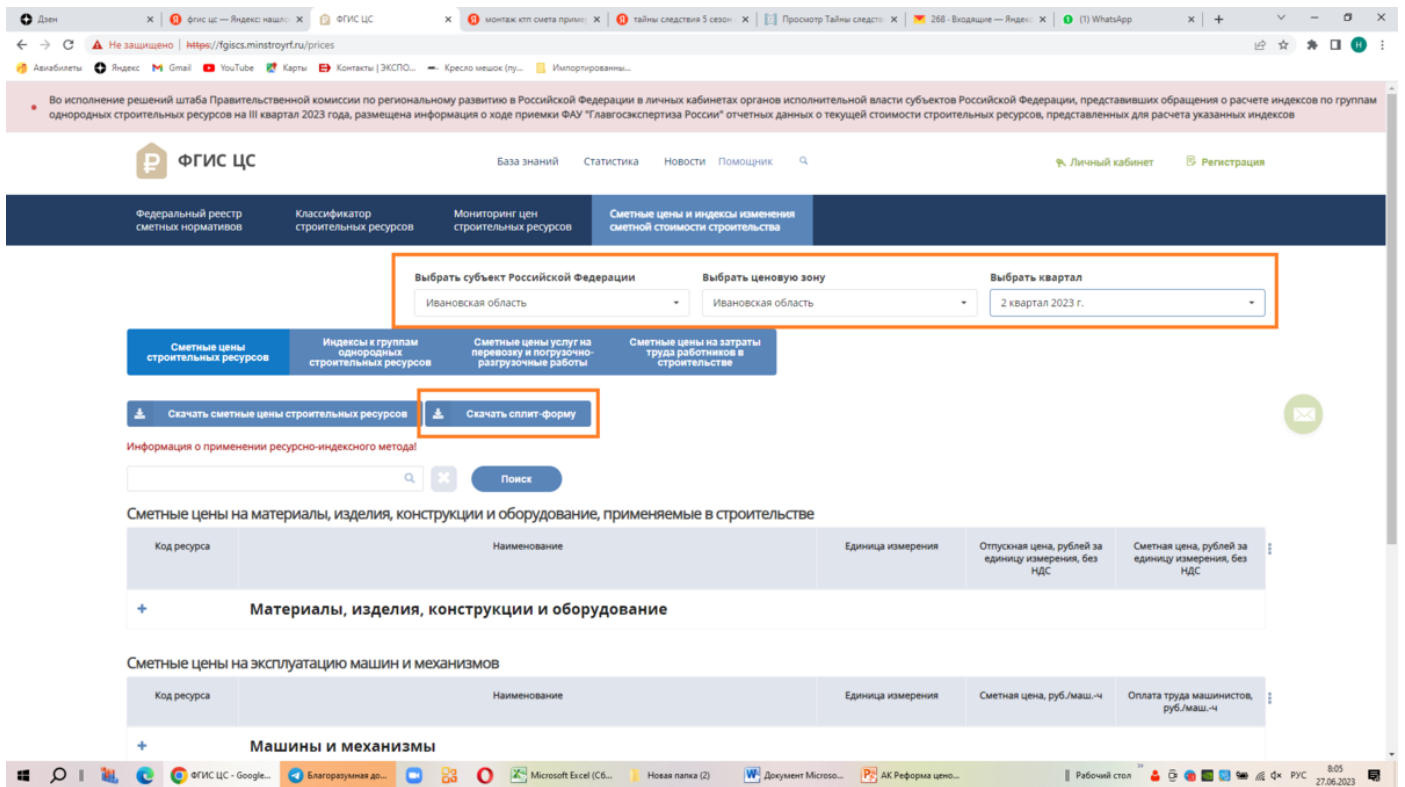 Дзен
фгис цс — Яндекс: нашло
ФГИС ЦС
монтаж ктп смета пример
тайны следствия 5 сезон
Просмотр Тайны следств
268 - Входящие — Яндекс
(1) WhatsApp
Не защищено | https://fgiscs.minstroyrf.ru/prices
Авиабилеты
Яндекс
Gmail
YouTube
Карты
Контакты | ЭКСПО...
Кресло мешок (пу...
Импортированны...
Во исполнение решений штаба Правительственной комиссии по региональному развитию в Российской Федерации в личных кабинетах органов исполнительной власти субъектов Российской Федерации, представивших обращения о расчете индексов по группам
однородных строительных ресурсов на III квартал 2023 года, размещена информация о ходе приемки ФАУ "Главгосэкспертиза России" отчетных данных о текущей стоимости строительных ресурсов, представленных для расчета указанных индексов
ФГИС ЦС
База знаний
Статистика
Новости
Помощник
Личный кабинет
Регистрация
Федеральный реестр
сметных нормативов
Классификатор
строительных ресурсов
Мониторинг цен
строительных ресурсов
Сметные цены и индексы изменения
сметной стоимости строительства
Выбрать субъект Российской Федерации
Выбрать ценовую зону
Выбрать квартал
Ивановская область
Ивановская область
2 квартал 2023 г.
Сметные цены
строительных ресурсов
Индексы к группам
однородных
строительных ресурсов
Сметные цены услуг на
перевозку и погрузочно-
разгрузочные работы
Сметные цены на затраты
труда работников в
строительстве
Скачать сметные цены строительных ресурсов
Скачать сплит-форму
Информация о применении ресурсно-индексного метода!
Поиск
Сметные цены на материалы, изделия, конструкции и оборудование, применяемые в строительстве
Код ресурса
Наименование
Единица измерения
Отпускная цена, рублей за
единицу измерения, без
НДС
Сметная цена, рублей за
единицу измерения, без
НДС
+ Материалы, изделия, конструкции и оборудование
Сметные цены на эксплуатацию машин и механизмов
Код ресурса
Наименование
Единица измерения
Сметная цена, руб./маш.-ч
Оплата труда машинистов,
руб./маш.-ч
+ Машины и механизмы
ФГИС ЦС - Google...
Благоразумная до...
Microsoft Excel (Сб...
Новая папка (2)
Документ Microso...
АК Реформа цено...
Рабочий стол
РУС
8:05
27.06.2023